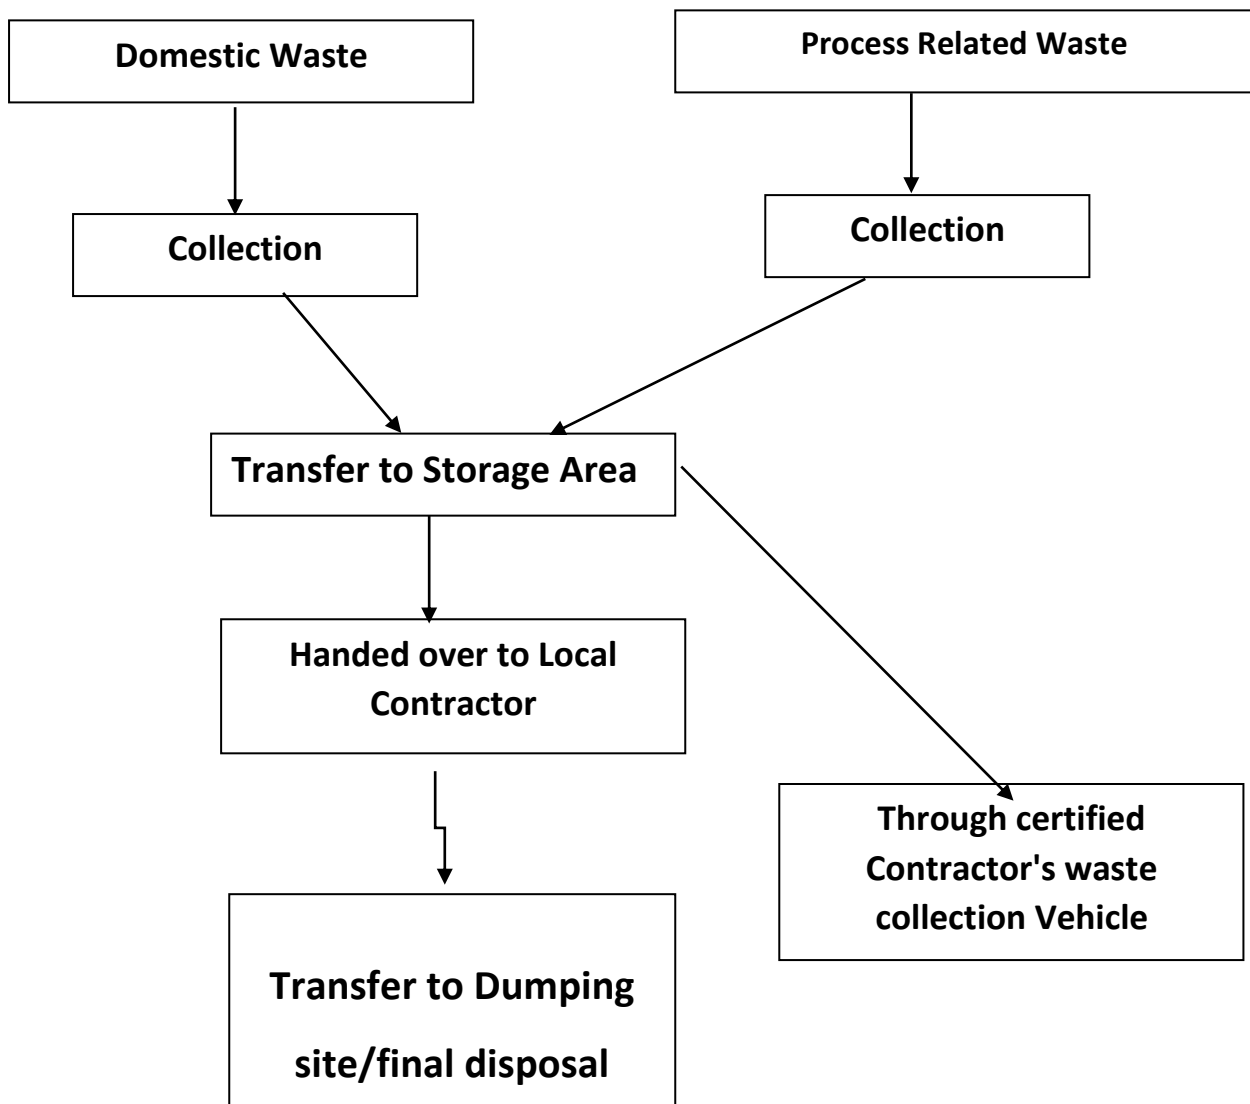 Domestic Waste
Process Related Waste
Collection
Collection
Transfer to Storage Area
Handed over to Local
Contractor
Through certified
Contractor's waste
collection Vehicle
Transfer to Dumping
site/final disposal